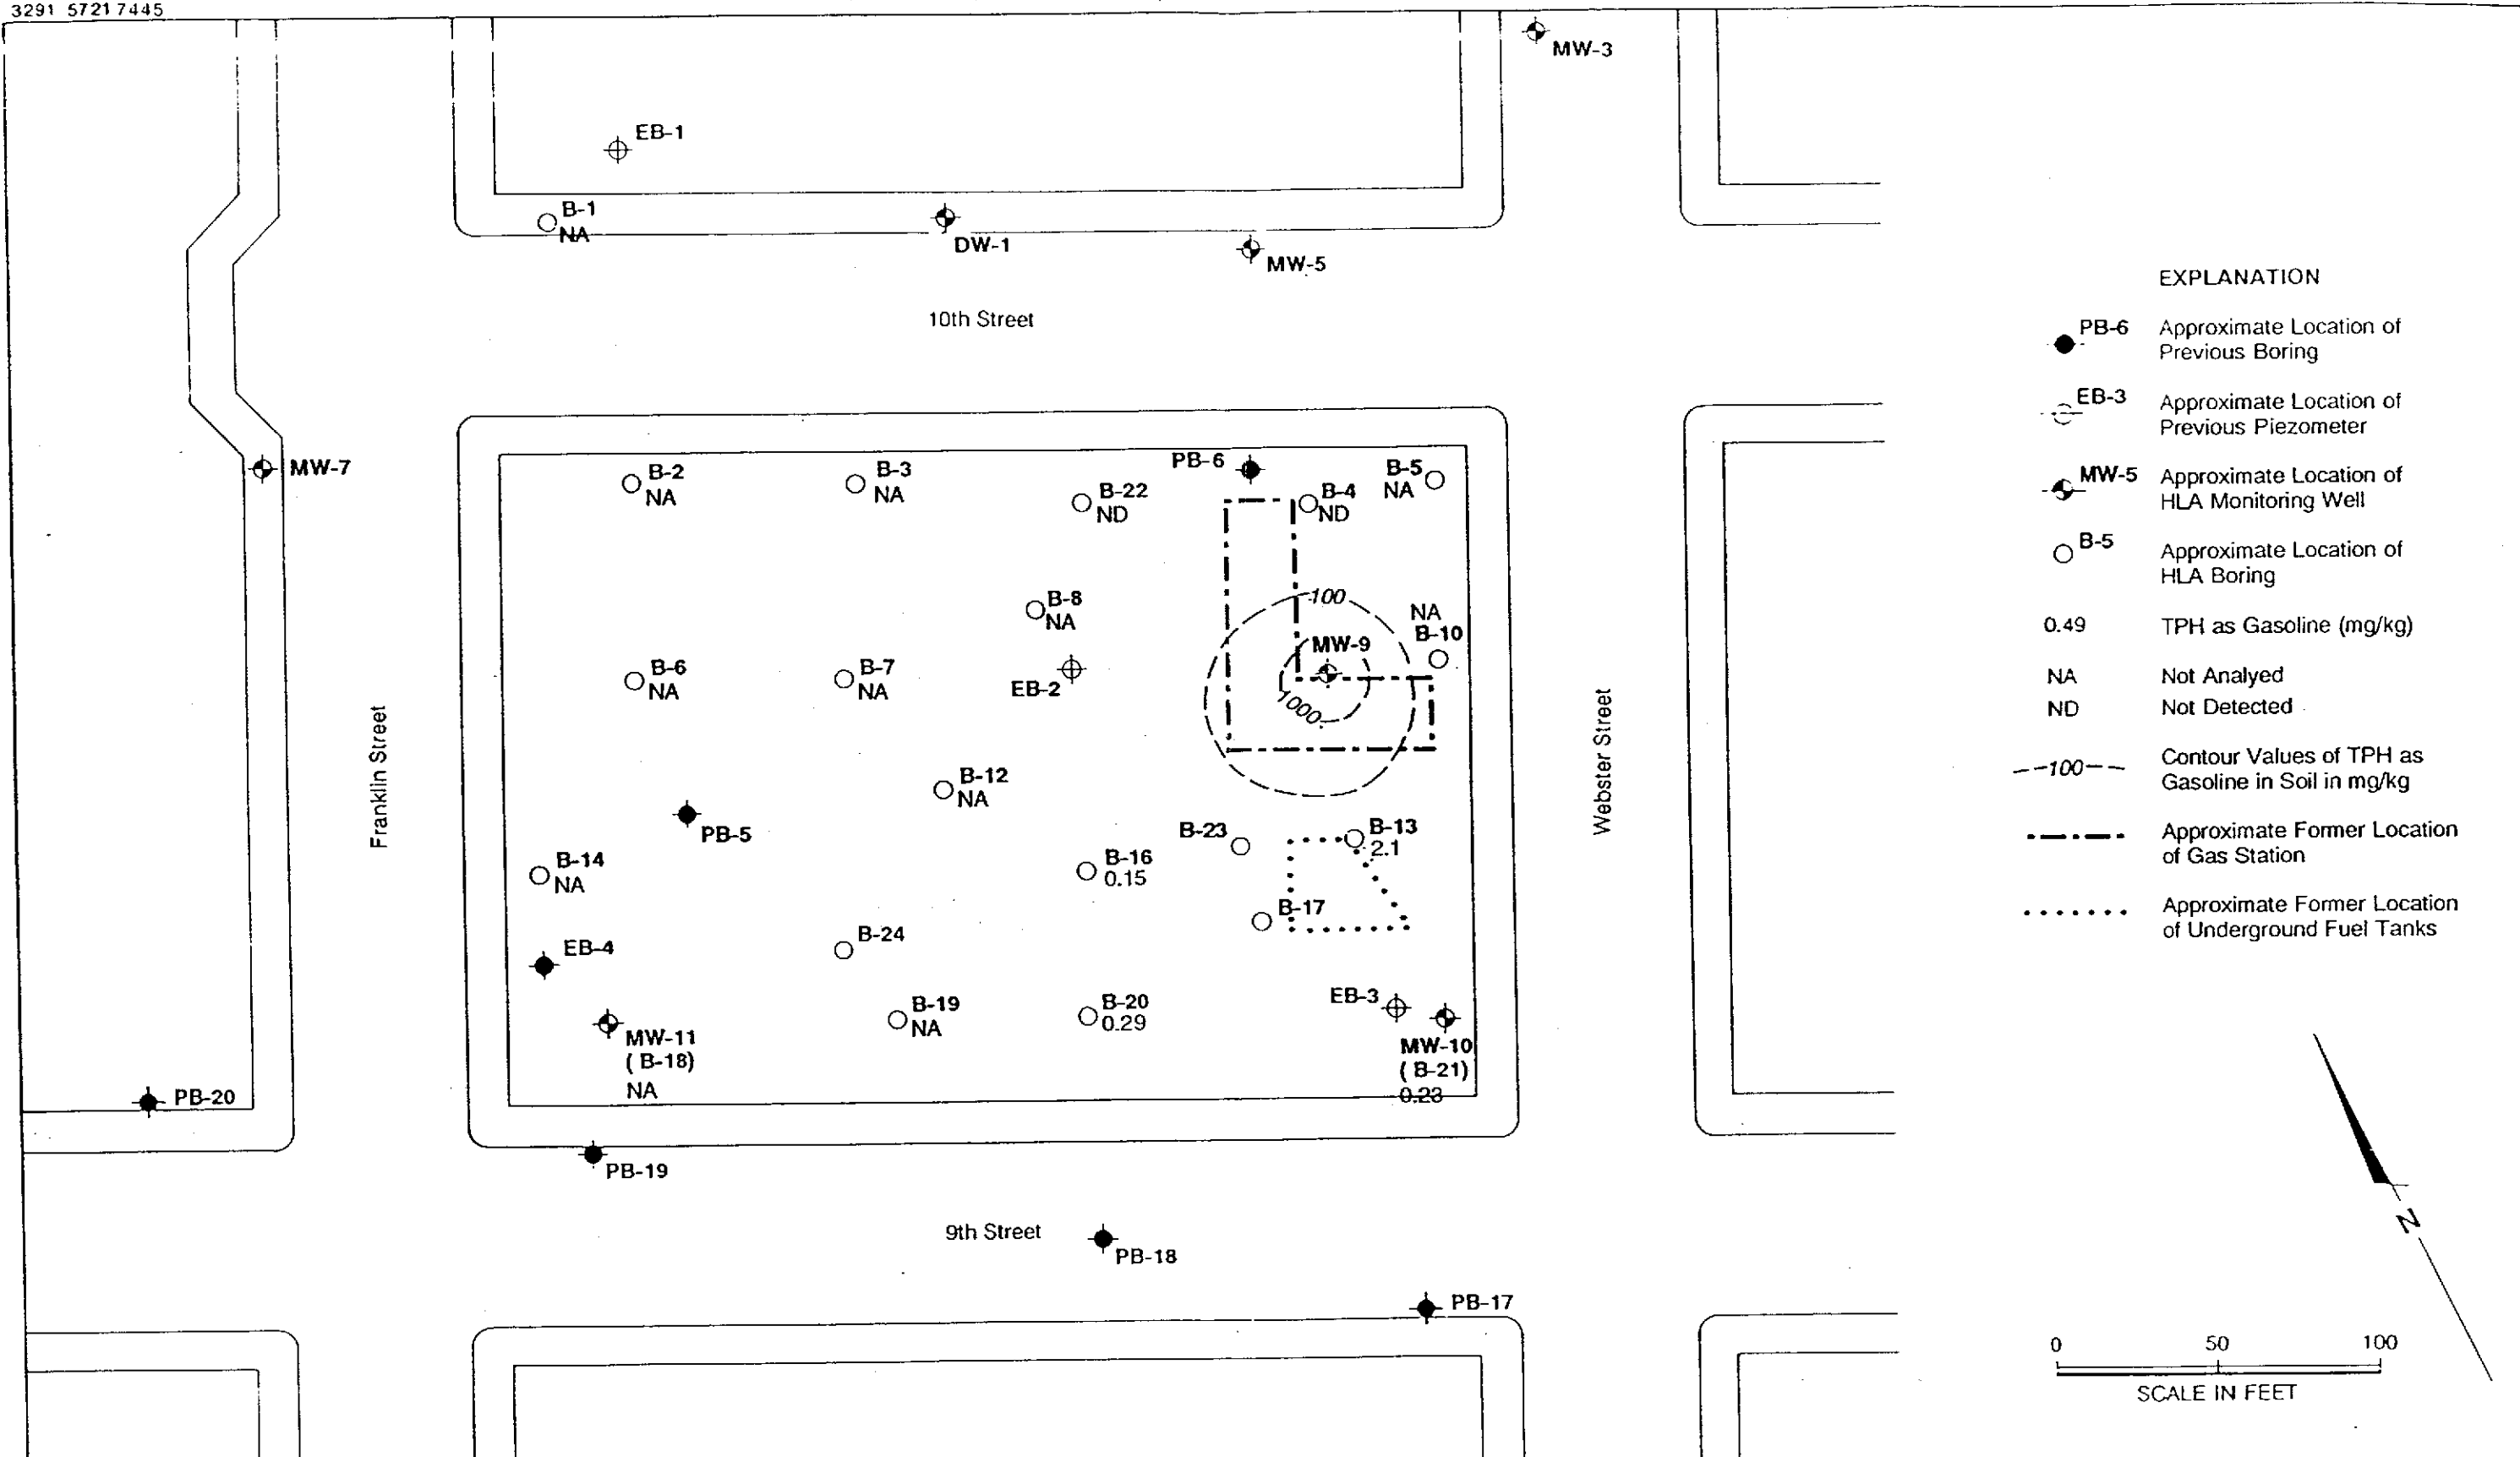 3291 5721 7445
MW-3
EB-1
B-1
NA
DW-1
MW-5
10th Street
MW-7
B-2
NA
B-3
NA
B-22
ND
PB-6
B-4
ND
B-5
NA
B-8
NA
100
NA
B-10
MW-9
1000
B-6
NA
B-7
NA
EB-2
Franklin Street
Webster Street
B-12
NA
PB-5
B-23
B-13
2.1
B-14
NA
B-16
0.15
B-17
B-24
EB-4
B-19
NA
B-20
0.29
EB-3
MW-11
(B-18)
NA
MW-10
(B-21)
0.23
PB-20
PB-19
9th Street
PB-18
PB-17
EXPLANATION
PB-6 Approximate Location of
Previous Boring
EB-3 Approximate Location of
Previous Piezometer
MW-5 Approximate Location of
HLA Monitoring Well
B-5 Approximate Location of
HLA Boring
0.49 TPH as Gasoline (mg/kg)
NA Not Analyed
ND Not Detected
100 Contour Values of TPH as
Gasoline in Soil in mg/kg
Approximate Former Location
of Gas Station
Approximate Former Location
of Underground Fuel Tanks
N
0 50 100
SCALE IN FEET